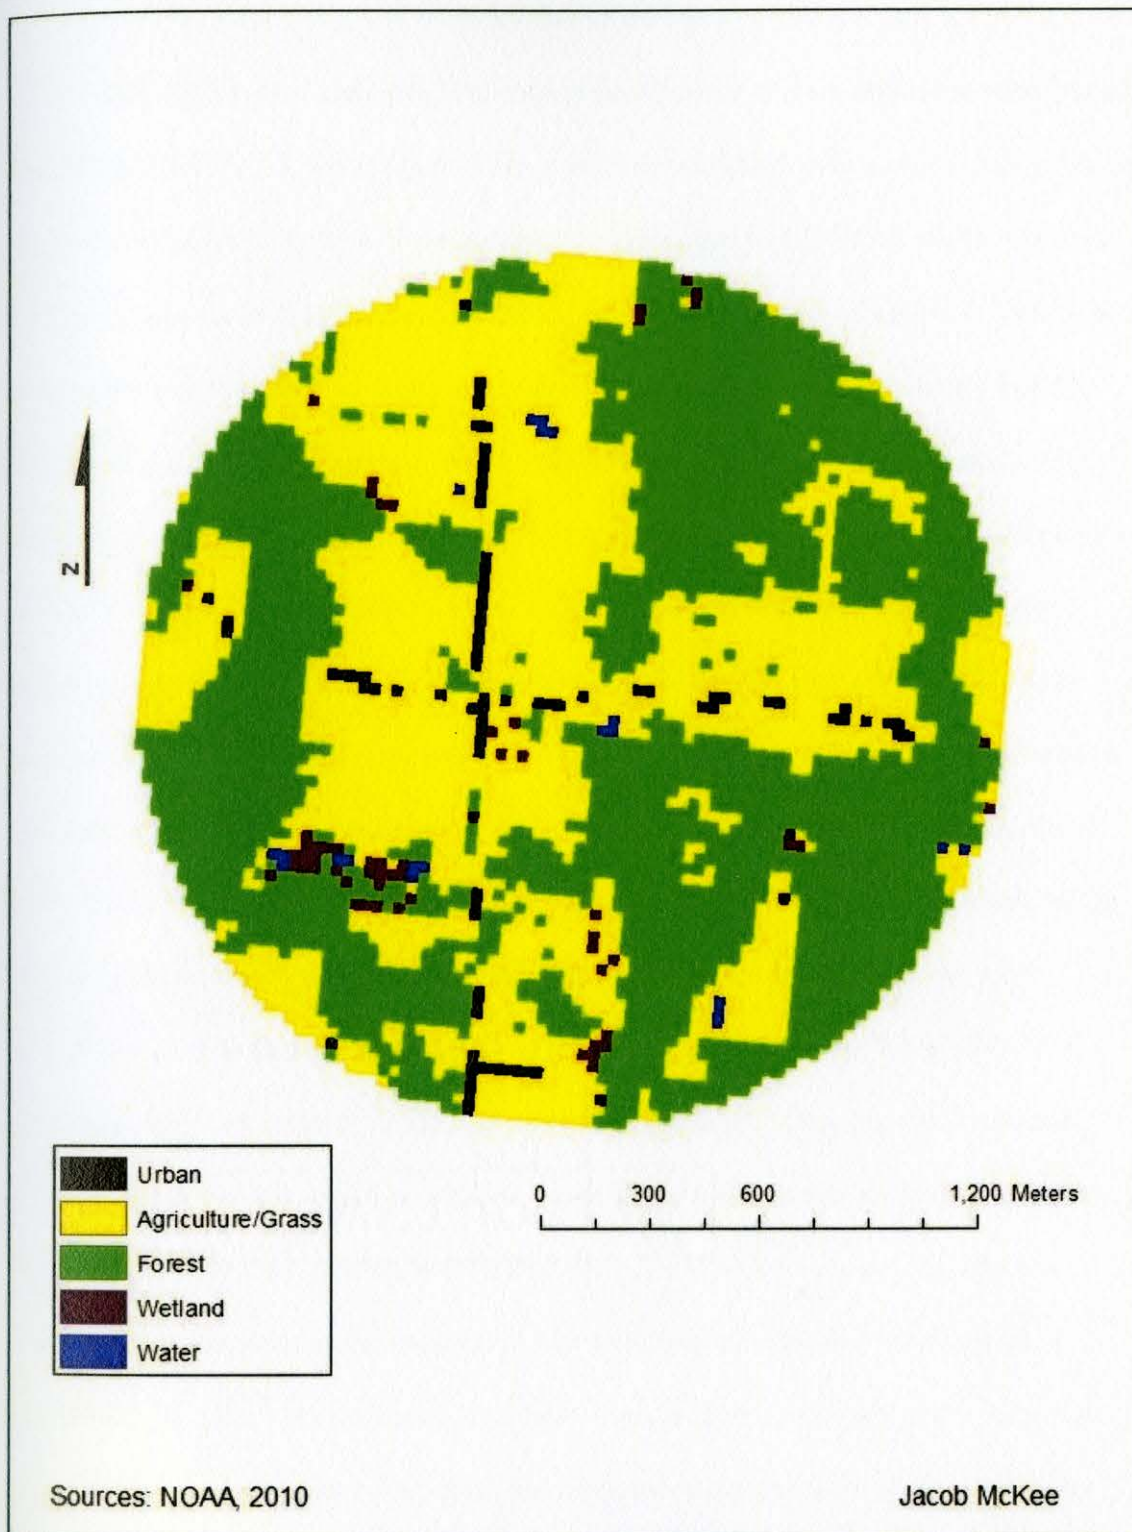 N
Urban
Agriculture/Grass
Forest
Wetland
Water
0 300 600 1,200 Meters
Sources: NOAA, 2010
Jacob McKee